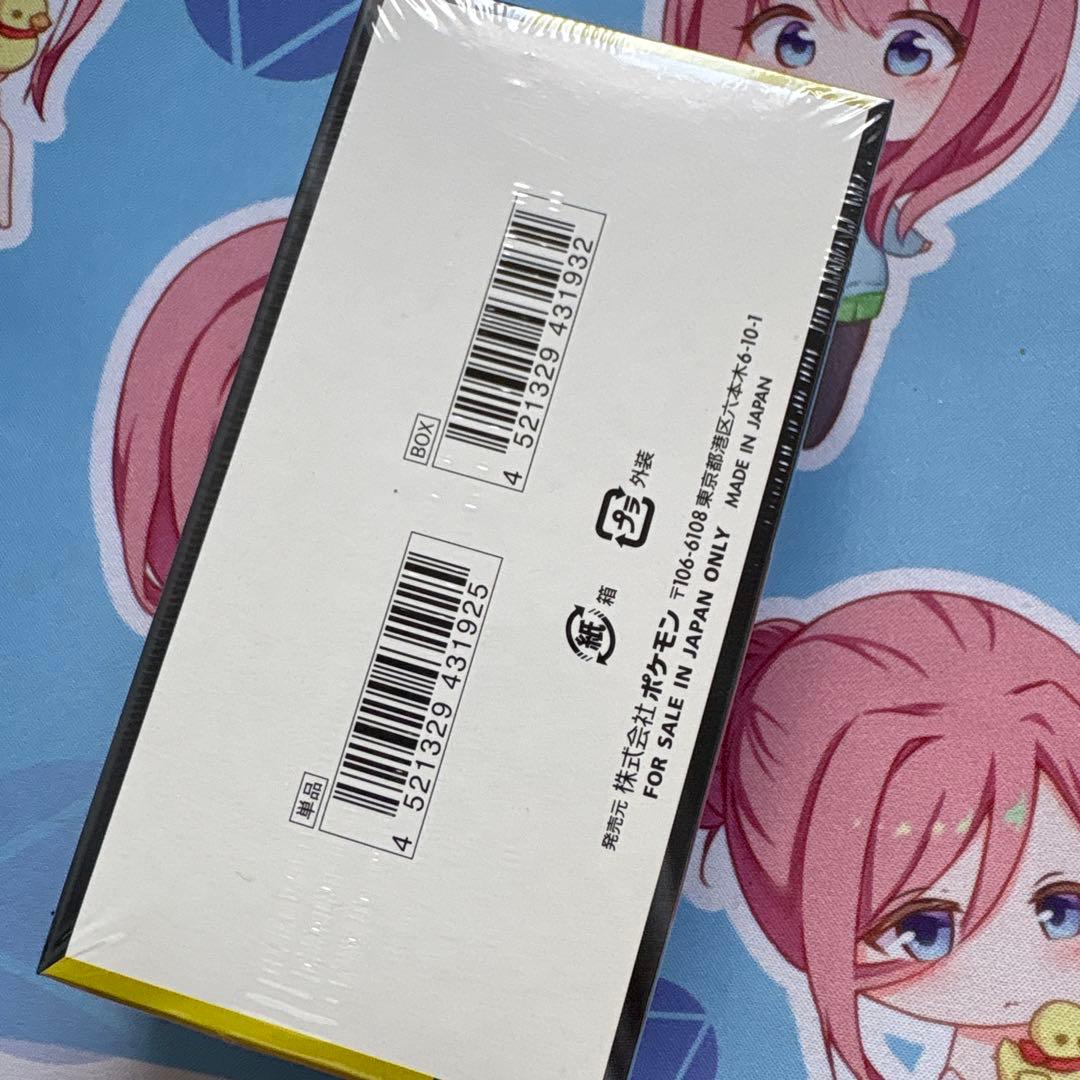 単品
4 521329 431925
BOX
4 521329 431932
紙 箱
プラ 外装
発売元 株式会社ポケモン 〒106-6108 東京都港区六本木6-10-1
FOR SALE IN JAPAN ONLY MADE IN JAPAN